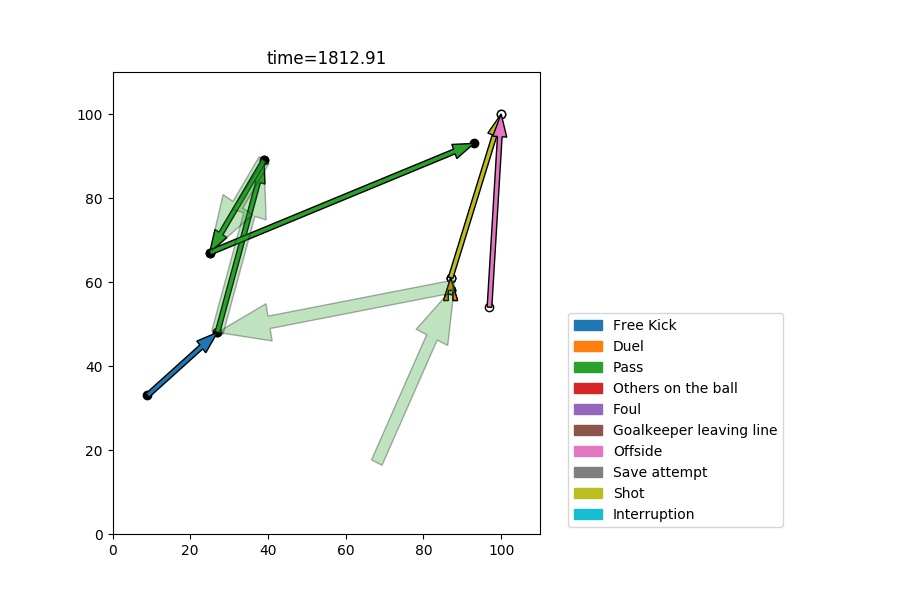 time=1812.91
100
80
60
40
20
0
0 20 40 60 80 100
Free Kick
Duel
Pass
Others on the ball
Foul
Goalkeeper leaving line
Offside
Save attempt
Shot
Interruption